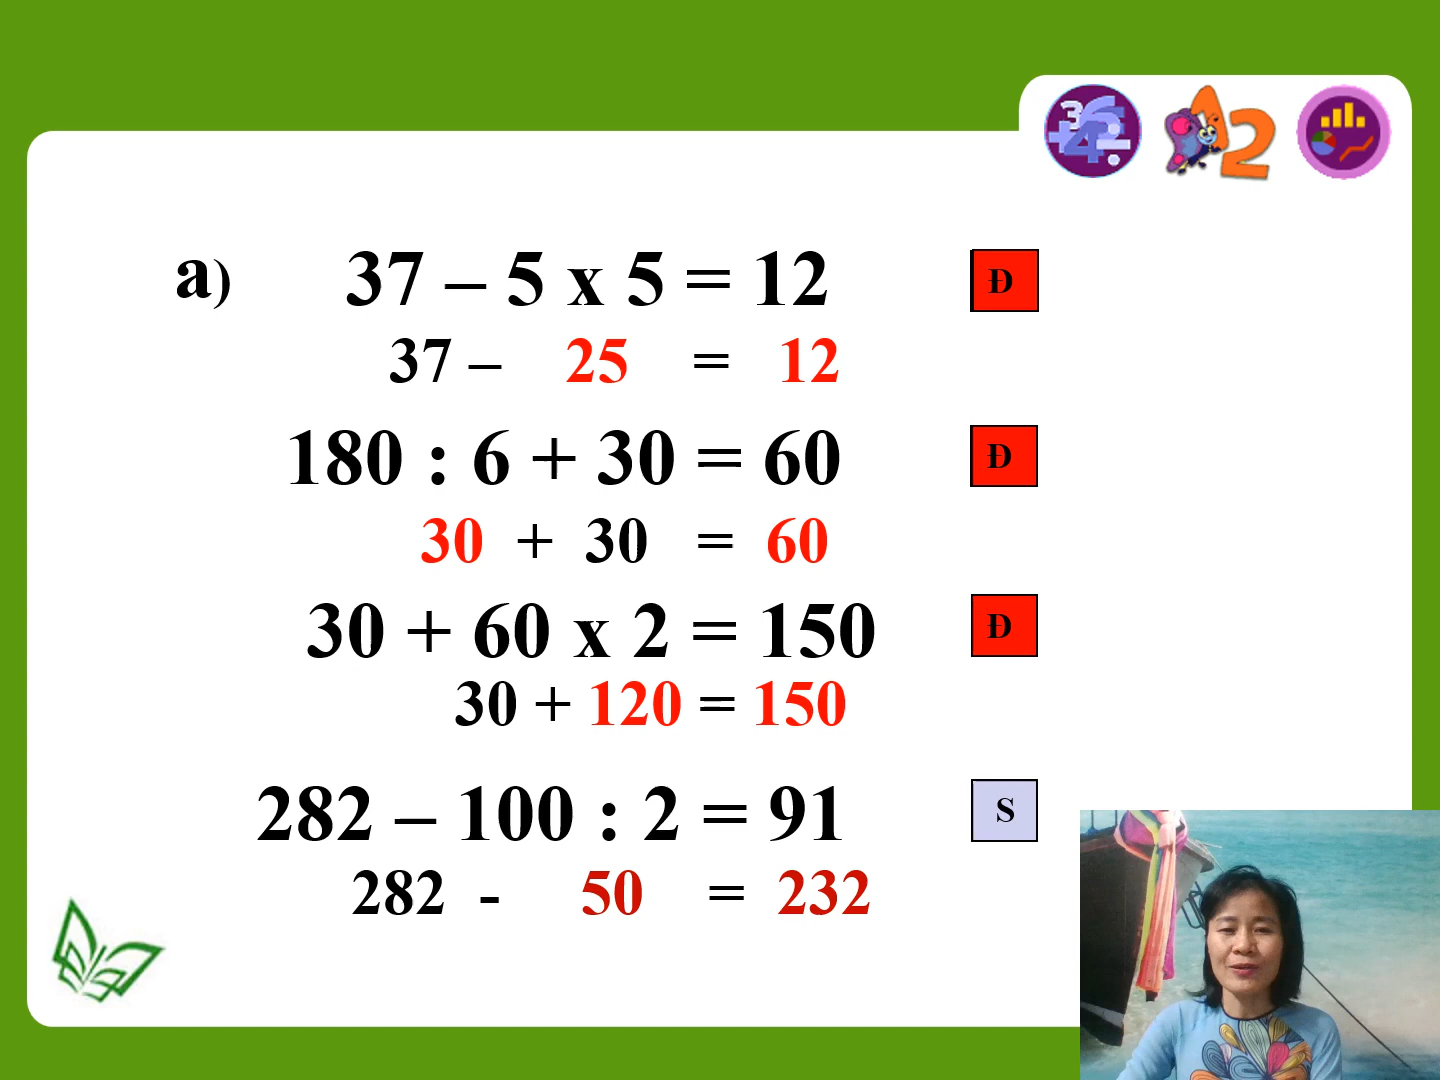 a) 37 – 5 x 5 = 12 Đ
37 – 25 = 12
180 : 6 + 30 = 60 Đ
30 + 30 = 60
30 + 60 x 2 = 150 Đ
30 + 120 = 150
282 – 100 : 2 = 91 S
282 - 50 = 232